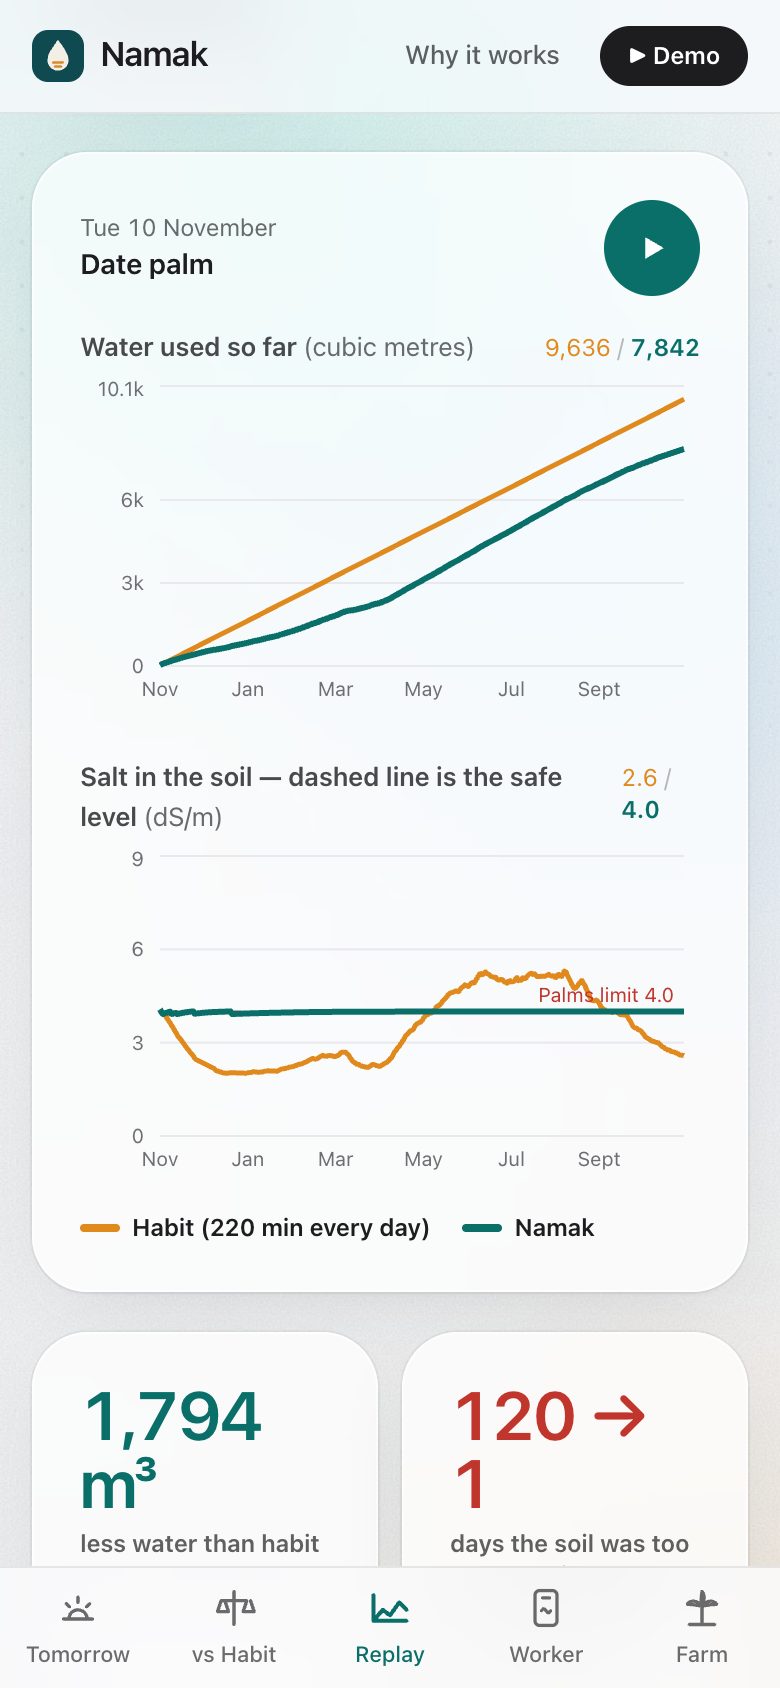 Namak
Why it works
Demo
Tue 10 November
Date palm
Water used so far (cubic metres)
9,636 / 7,842
10.1k
6k
3k
0
Nov Jan Mar May Jul Sept
Salt in the soil — dashed line is the safe
level (dS/m)
2.6 /
4.0
9
6
Palms limit 4.0
3
0
Nov Jan Mar May Jul Sept
Habit (220 min every day)
Namak
1,794
m³
less water than habit
120 →
1
days the soil was too
Tomorrow
vs Habit
Replay
Worker
Farm